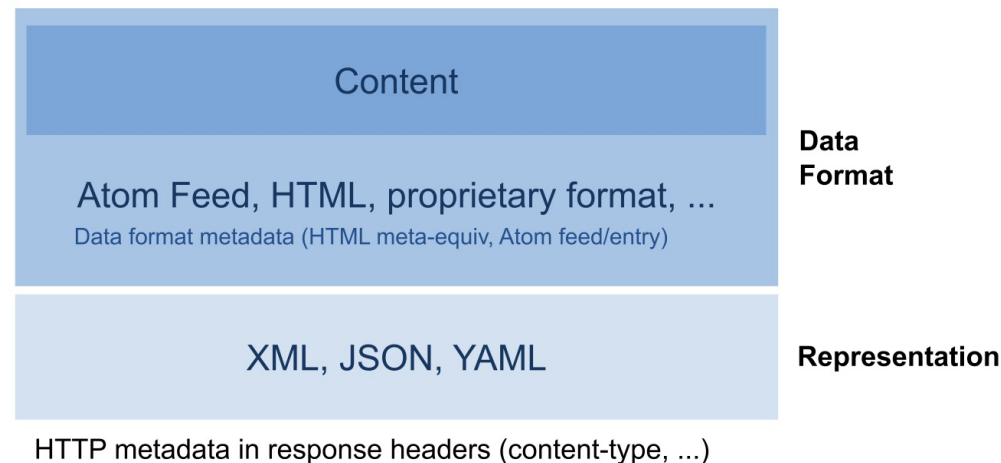 Content
Data
Format
Atom Feed, HTML, proprietary format, ...
Data format metadata (HTML meta-equiv, Atom feed/entry)
XML, JSON, YAML
Representation
HTTP metadata in response headers (content-type, ...)